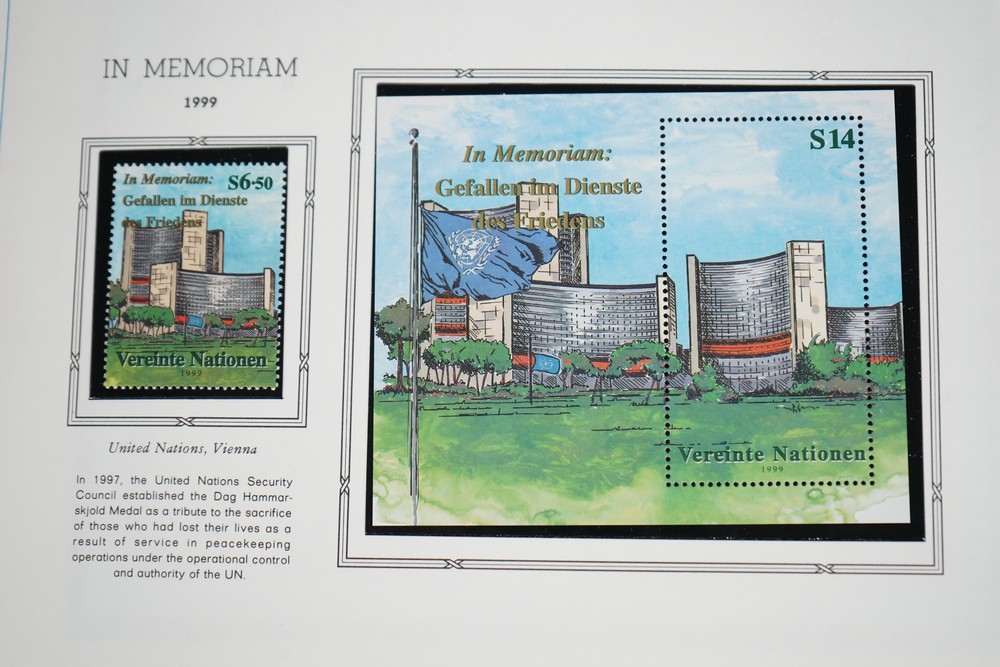 IN MEMORIAM
1999
In Memoriam:
S6·50
Gefallen im Dienste
des Friedens
Vereinte Nationen
1999
United Nations, Vienna
In 1997, the United Nations Security
Council established the Dag Hammar-
skjold Medal as a tribute to the sacrifice
of those who had lost their lives as a
result of service in peacekeeping
operations under the operational control
and authority of the UN.
S14
In Memoriam:
Gefallen im Dienste
des Friedens
Vereinte Nationen
1999